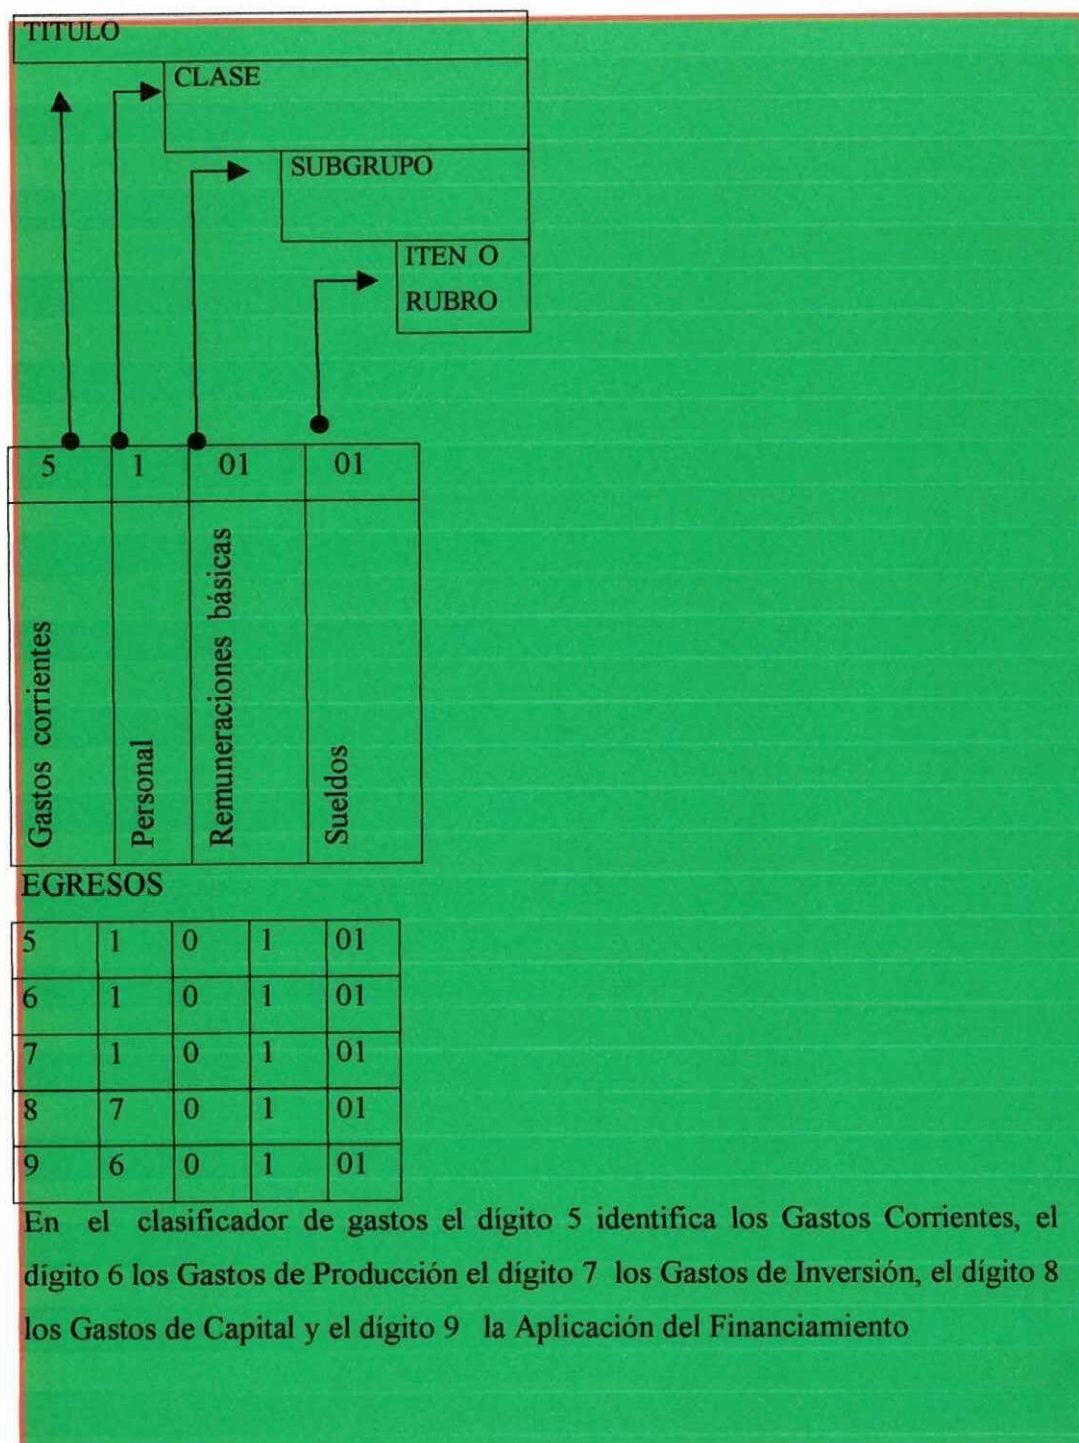 TITULO
CLASE
SUBGRUPO
ITEN O
RUBRO
5 1 01 01
Gastos corrientes
Personal
Remuneraciones básicas
Sueldos
EGRESOS
5 1 0 1 01
6 1 0 1 01
7 1 0 1 01
8 7 0 1 01
9 6 0 1 01
En el clasificador de gastos el dígito 5 identifica los Gastos Corrientes, el
dígito 6 los Gastos de Producción el dígito 7 los Gastos de Inversión, el dígito 8
los Gastos de Capital y el dígito 9 la Aplicación del Financiamiento